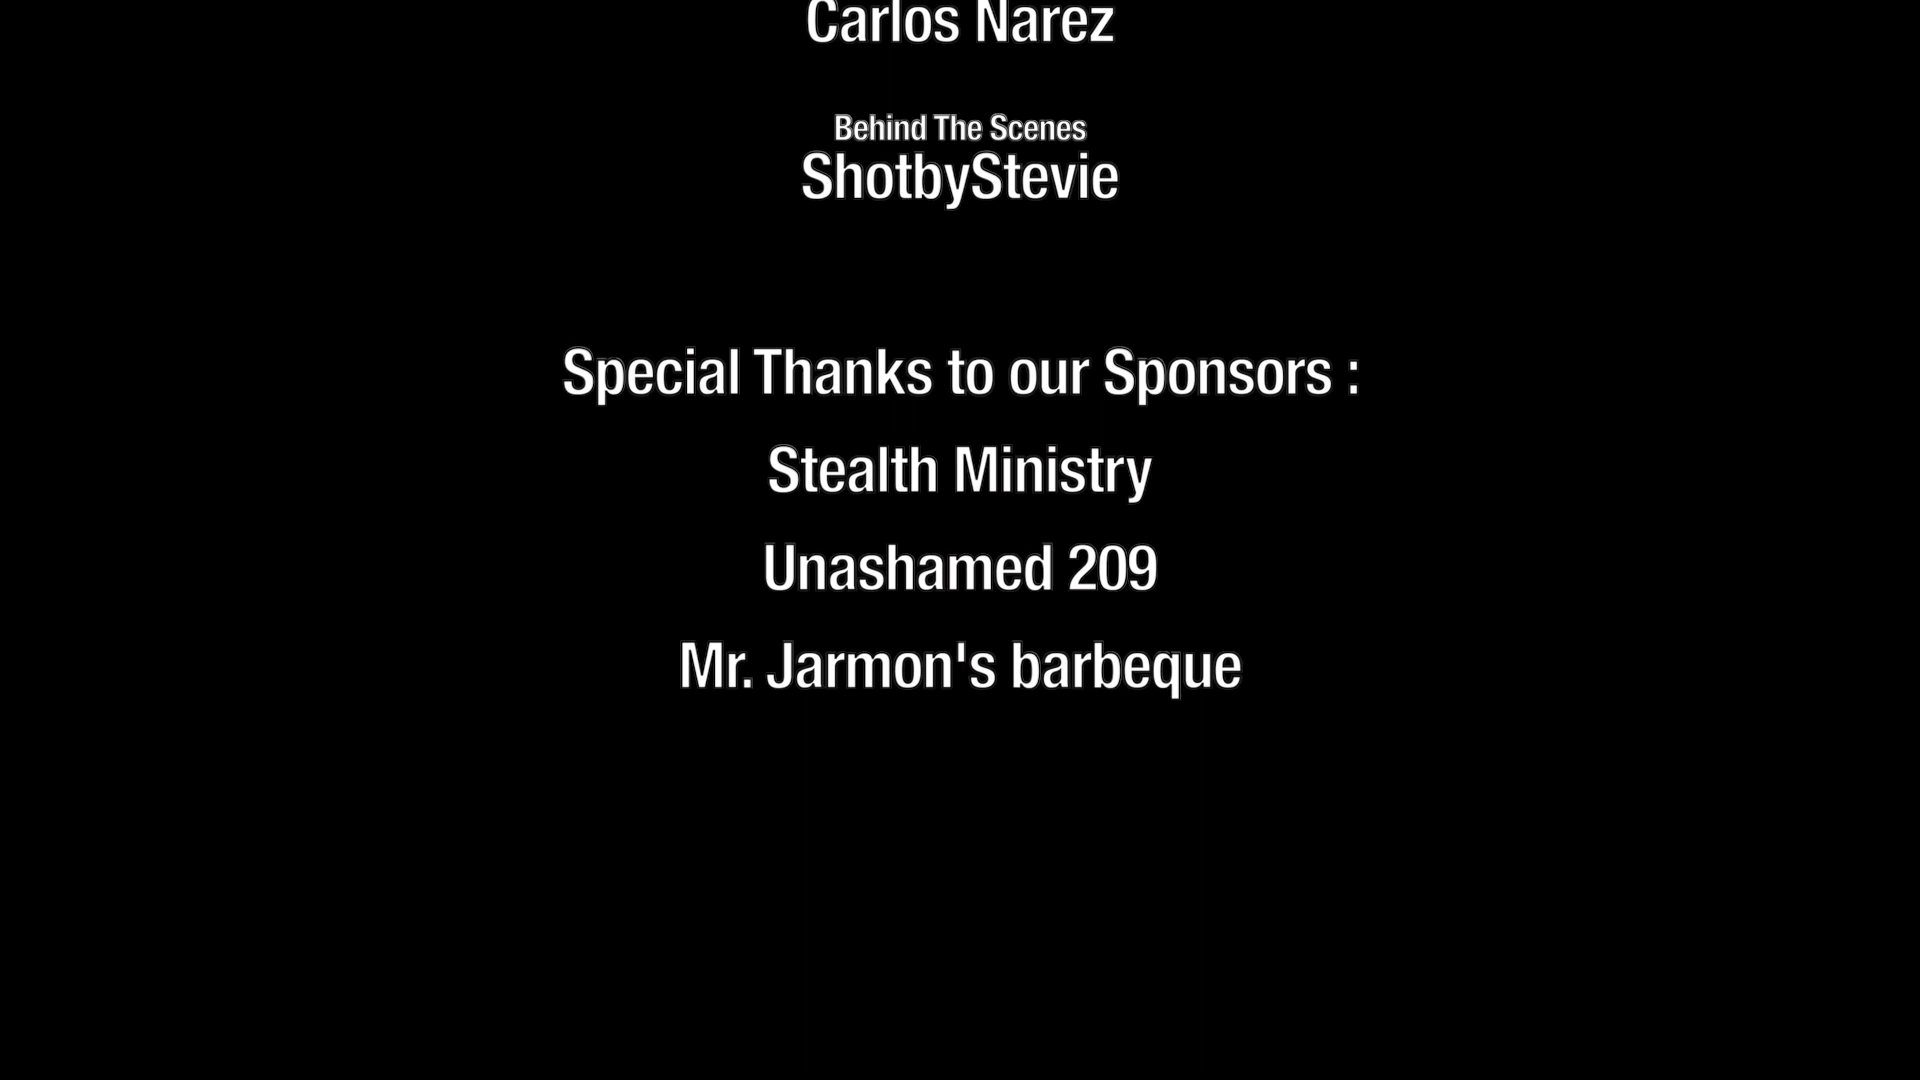 Carlos Narez
Behind The Scenes
ShotbyStevie
Special Thanks to our Sponsors :
Stealth Ministry
Unashamed 209
Mr. Jarmon's barbeque